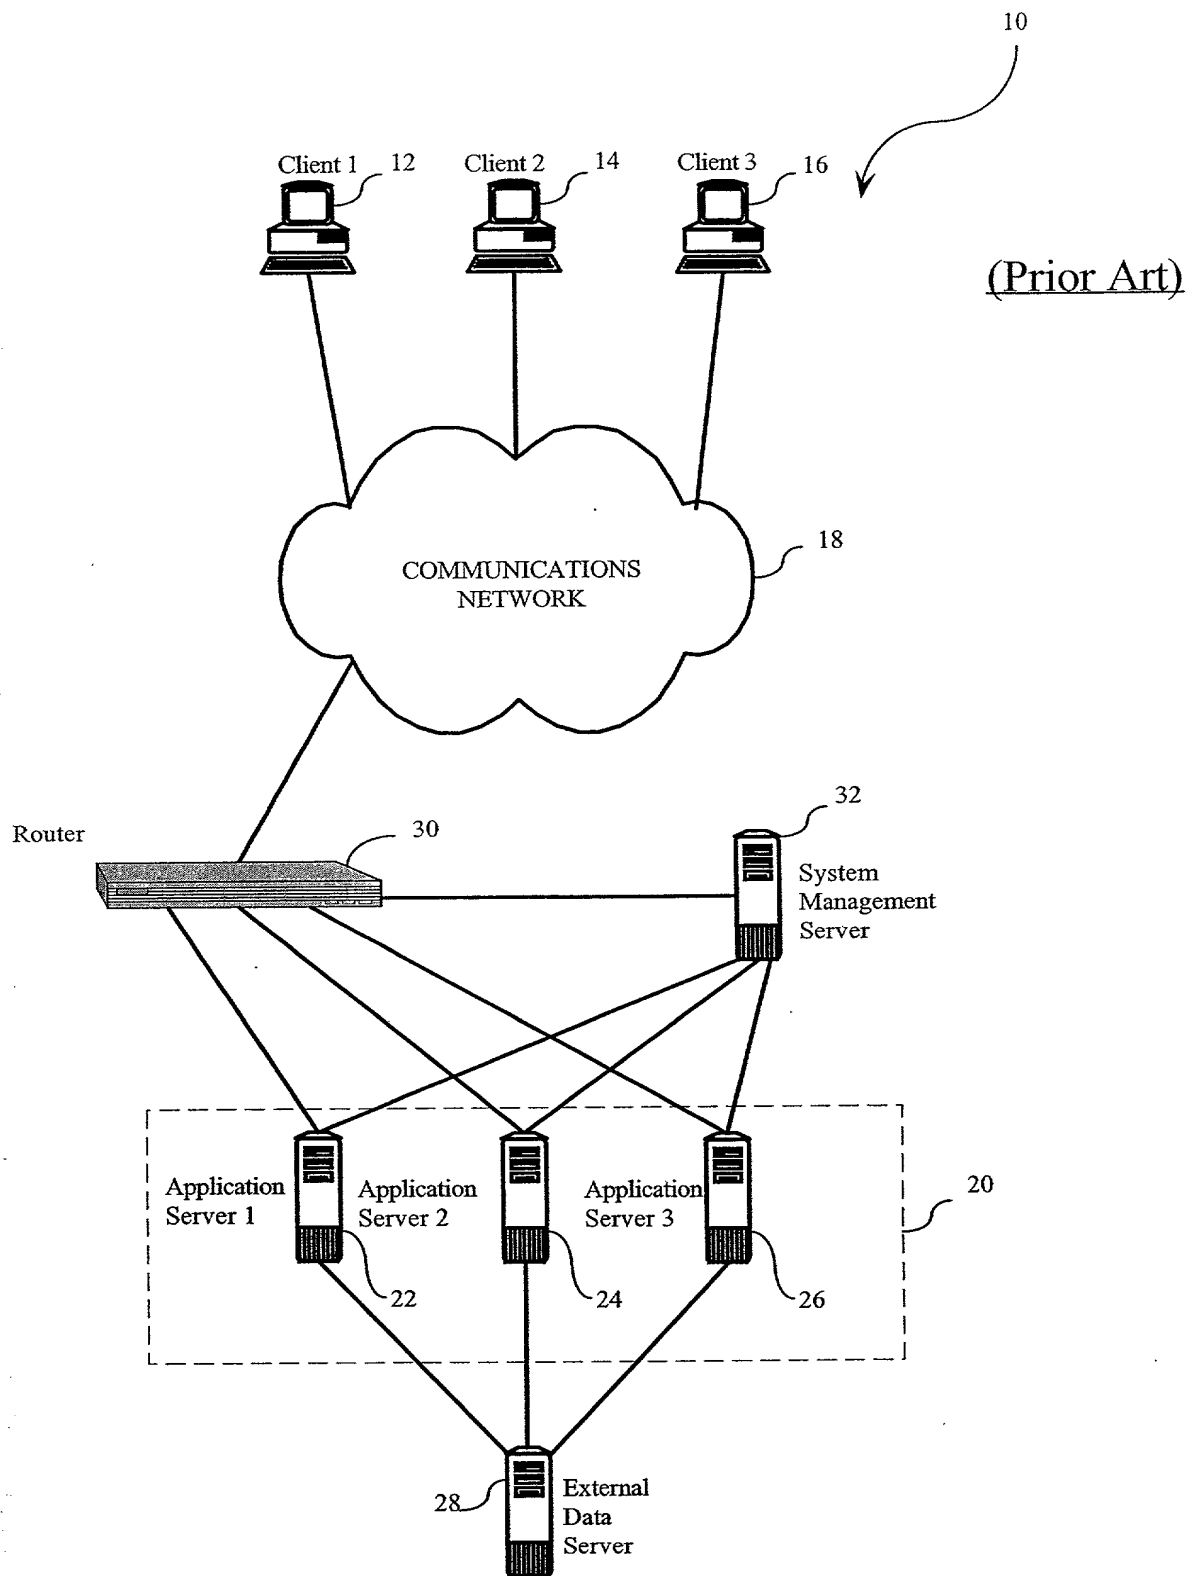 10
Client 1
12
Client 2
14
Client 3
16
(Prior Art)
18
COMMUNICATIONS
NETWORK
32
Router
30
System
Management
Server
Application
Server 1
Application
Server 2
Application
Server 3
20
22
24
26
28
External
Data
Server